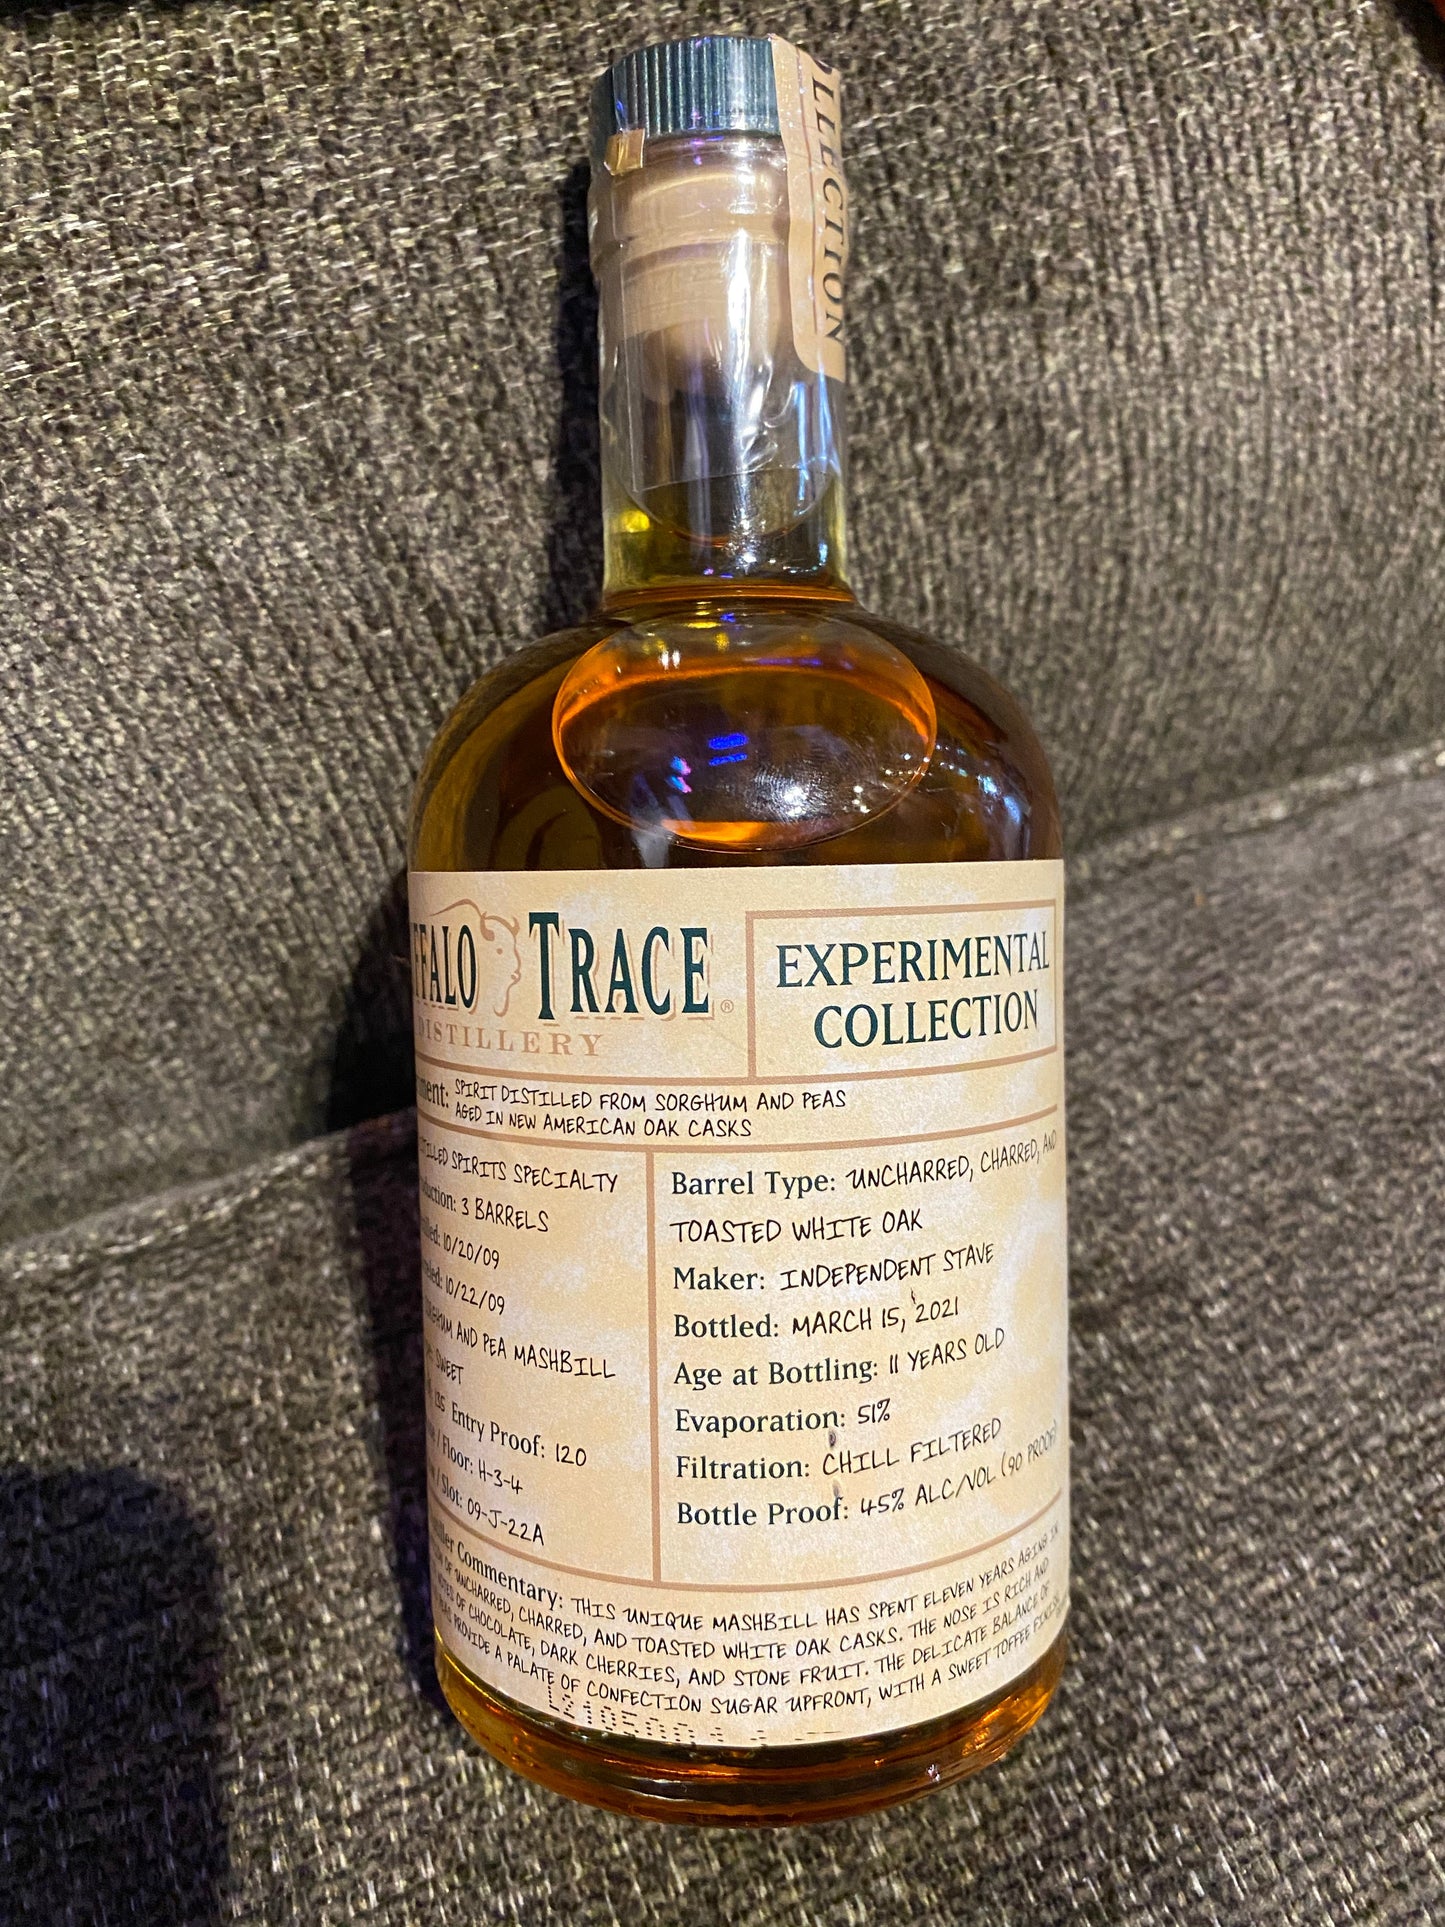 LLECTION
TRACE ®
EXPERIMENTAL
COLLECTION
DISTILLERY
SPIRIT DISTILLED FROM SORGHUM AND PEAS
AGED IN NEW AMERICAN OAK CASKS
SPIRITS SPECIALTY
3 BARRELS
10/20/09
10/22/09
AND PEA MASHBILL
SWEET
Entry Proof: 120
/ Floor: H-3-4
/ Slot: 09-J-22A
Barrel Type: UNCHARRED, CHARRED, AND
TOASTED WHITE OAK
Maker: INDEPENDENT STAVE
Bottled: MARCH 15, 2021
Age at Bottling: 11 YEARS OLD
Evaporation: 51%
Filtration: CHILL FILTERED
Bottle Proof: 45% ALC/VOL (90 PROOF)
Commentary: THIS UNIQUE MASHBILL HAS SPENT ELEVEN YEARS AGING IN
OF UNCHARRED, CHARRED, AND TOASTED WHITE OAK CASKS. THE NOSE IS RICH AND
OF CHOCOLATE, DARK CHERRIES, AND STONE FRUIT. THE DELICATE BALANCE OF
PROVIDE A PALATE OF CONFECTION SUGAR UPFRONT, WITH A SWEET TOFFEE FINISH.